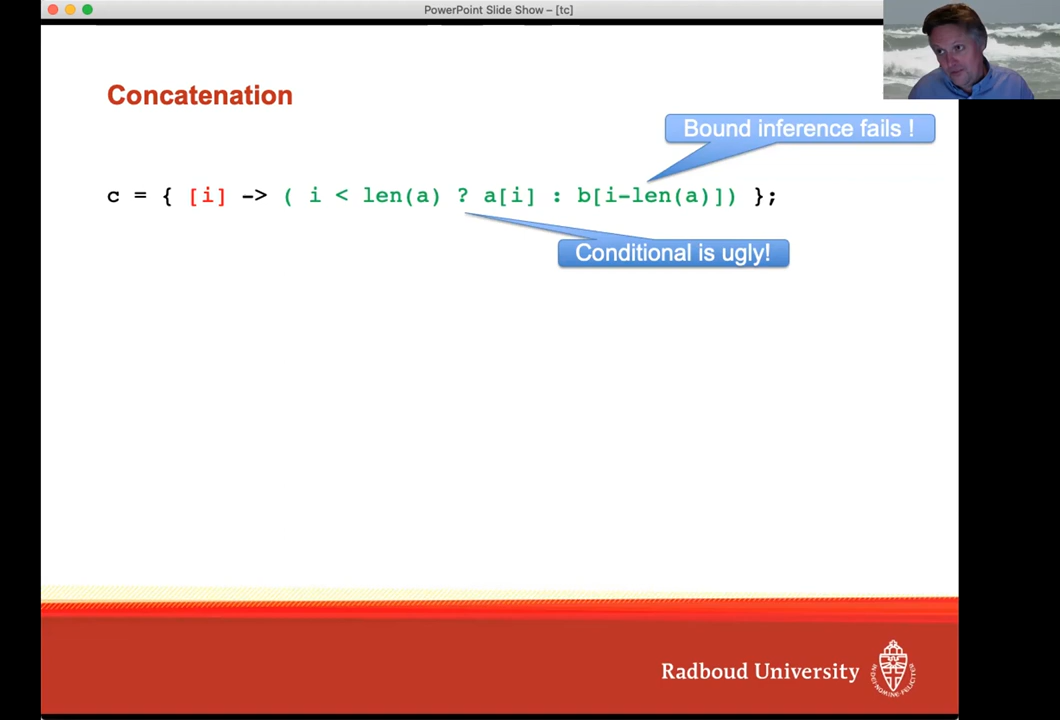 PowerPoint Slide Show – [tc]
Concatenation
Bound inference fails !
c = { [i] -> ( i < len(a) ? a[i] : b[i-len(a)]) };
Conditional is ugly!
Radboud University